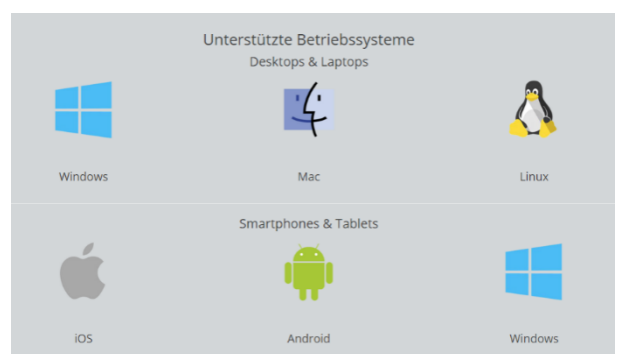 Unterstützte Betriebssysteme
Desktops & Laptops
Windows
Mac
Linux
Smartphones & Tablets
iOS
Android
Windows